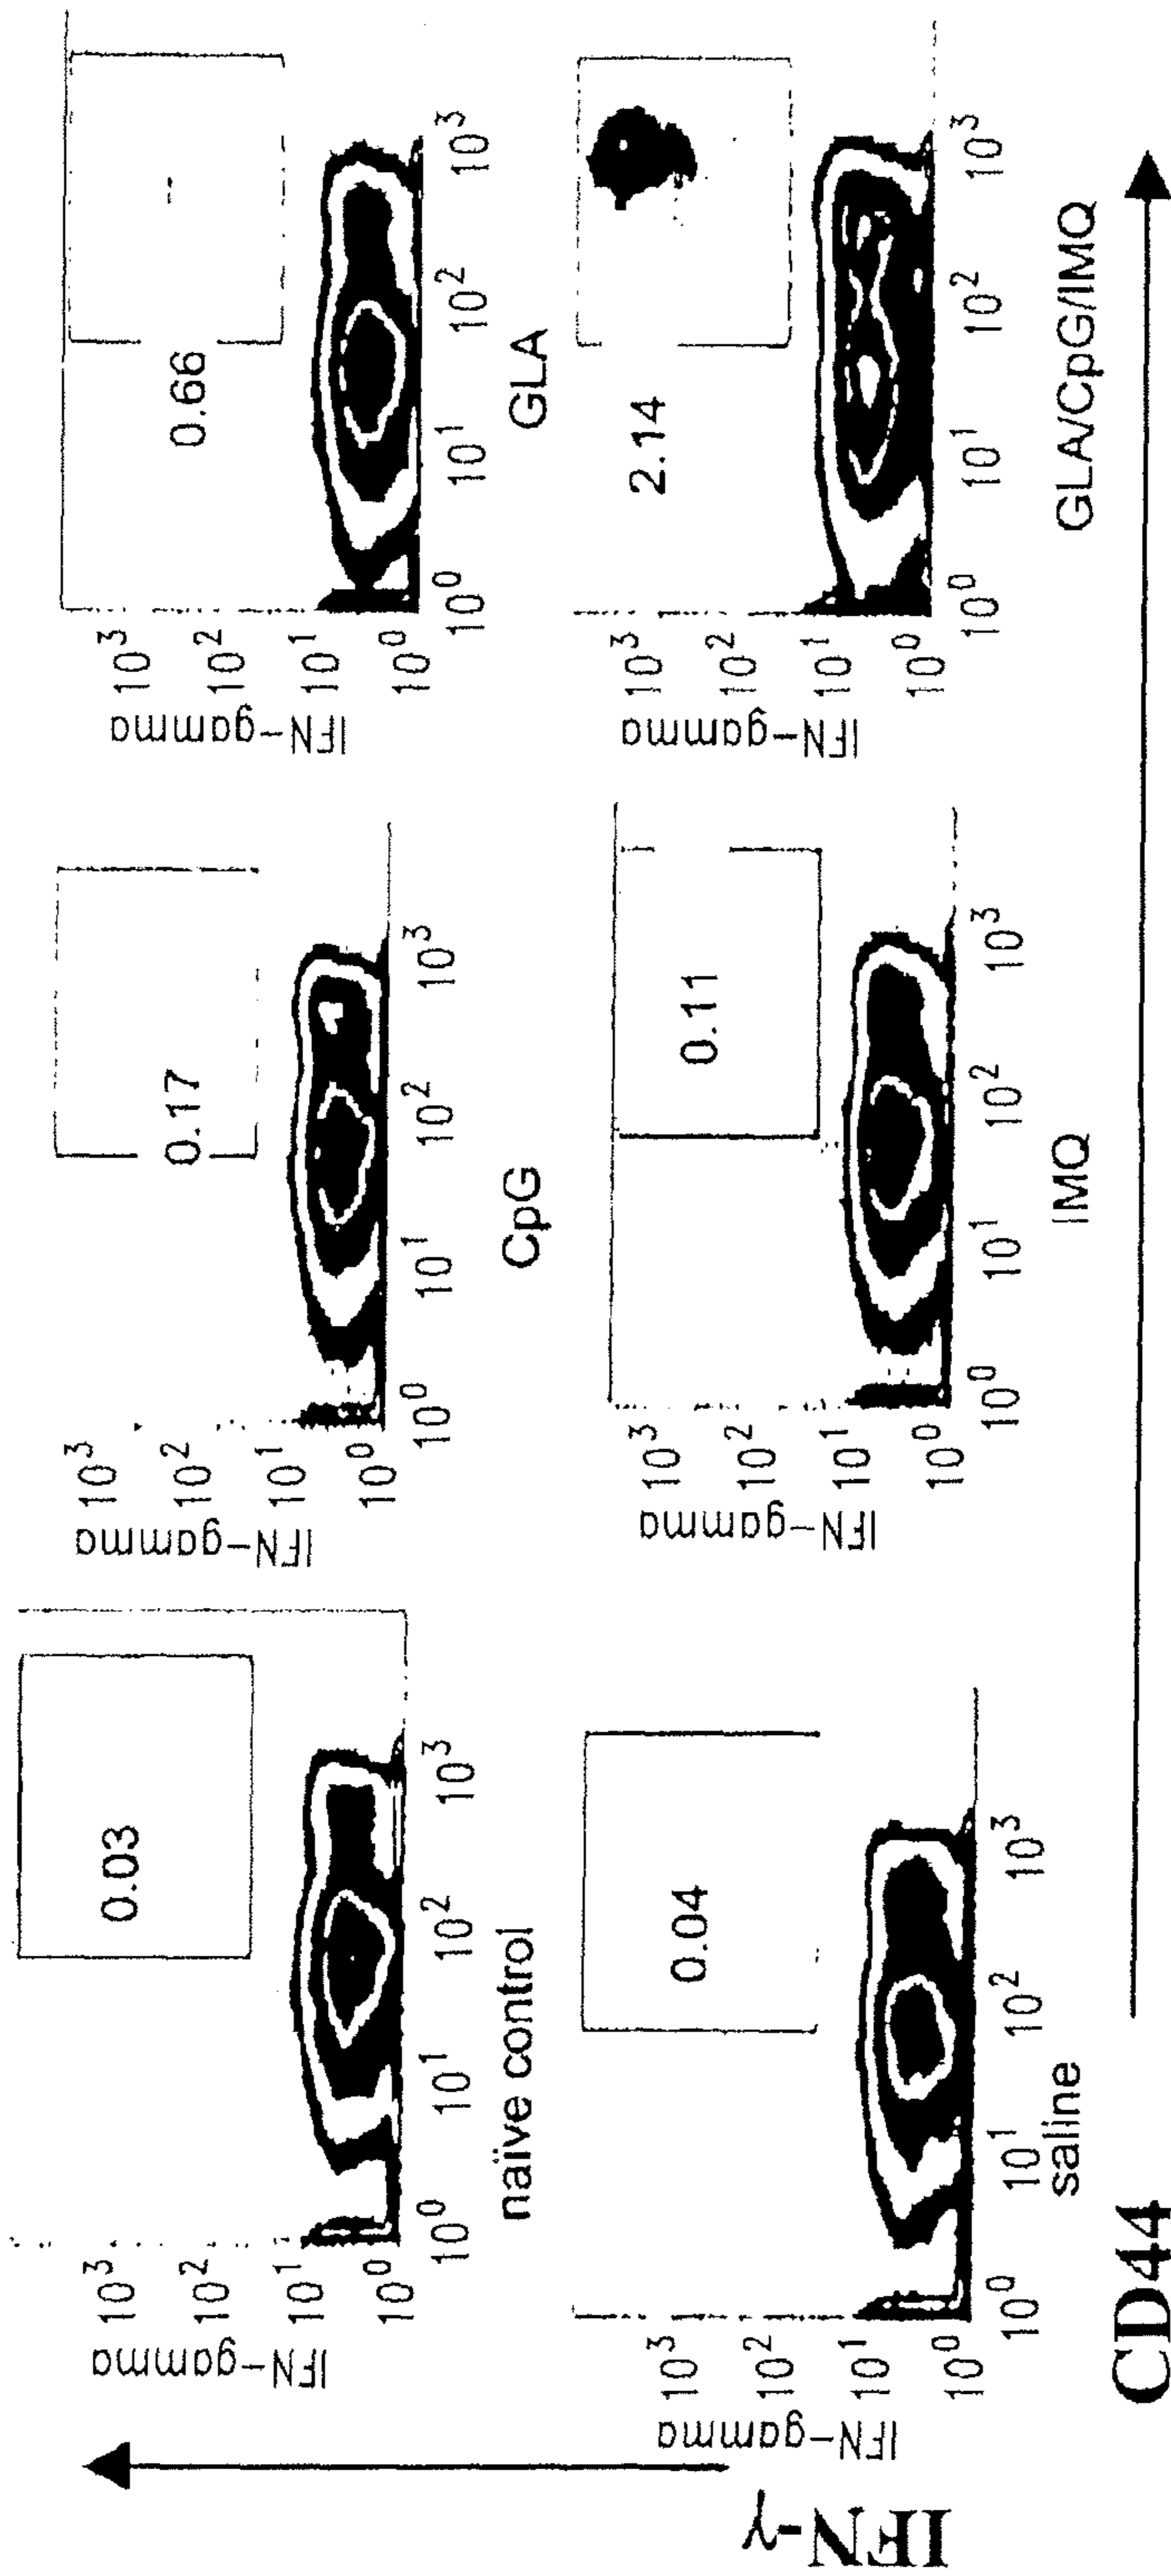 IFN-γ
IFN-gamma
10³
10²
10¹
10⁰
0.03
10⁰ 10¹ 10² 10³
naïve control
IFN-gamma
10³
10²
10¹
10⁰
0.17
10⁰ 10¹ 10² 10³
CpG
IFN-gamma
10³
10²
10¹
10⁰
0.66
10⁰ 10¹ 10² 10³
GLA
IFN-gamma
10³
10²
10¹
10⁰
0.04
10⁰ 10¹ 10² 10³
saline
IFN-gamma
10³
10²
10¹
10⁰
0.11
10⁰ 10¹ 10² 10³
IMQ
IFN-gamma
10³
10²
10¹
10⁰
2.14
10⁰ 10¹ 10² 10³
GLA/CpG/IMQ
CD44